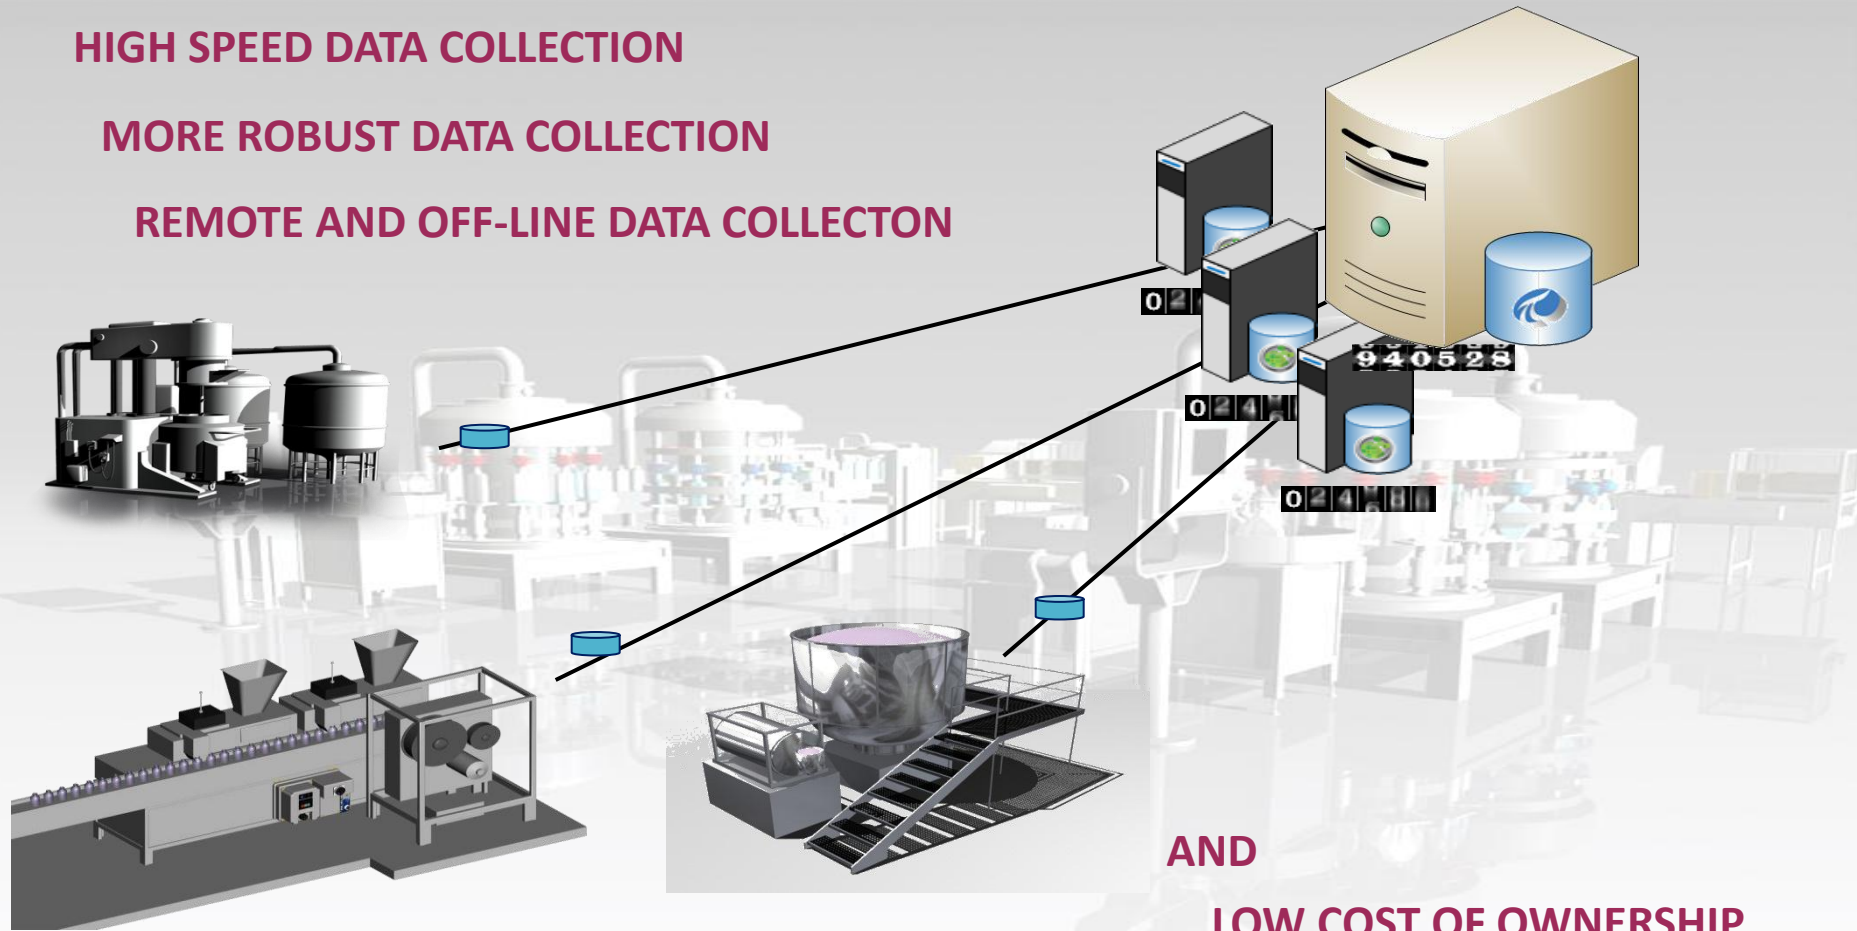 HIGH SPEED DATA COLLECTION
MORE ROBUST DATA COLLECTION
REMOTE AND OFF-LINE DATA COLLECTON
940528
AND
LOW COST OF OWNERSHIP